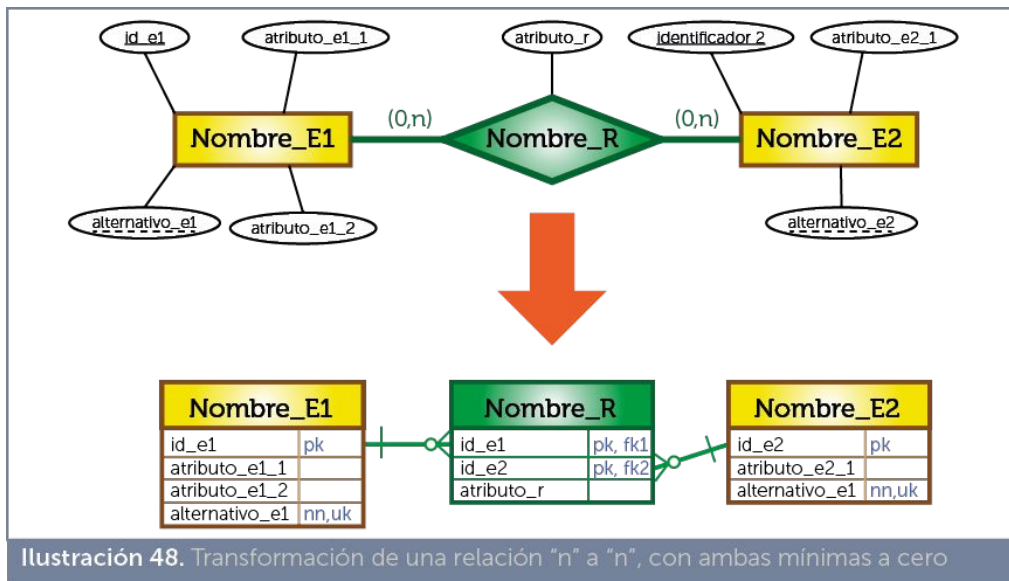 id_e1
atributo_e1_1
atributo_r
identificador 2
atributo_e2_1
(0,n)
(0,n)
Nombre_E1
Nombre_R
Nombre_E2
alternativo_e1
atributo_e1_2
alternativo_e2
Nombre_E1
id_e1 pk
atributo_e1_1
atributo_e1_2
alternativo_e1 nn,uk
Nombre_R
id_e1 pk, fk1
id_e2 pk, fk2
atributo_r
Nombre_E2
id_e2 pk
atributo_e2_1
alternativo_e1 nn,uk
Ilustración 48. Transformación de una relación “n” a “n”, con ambas mínimas a cero